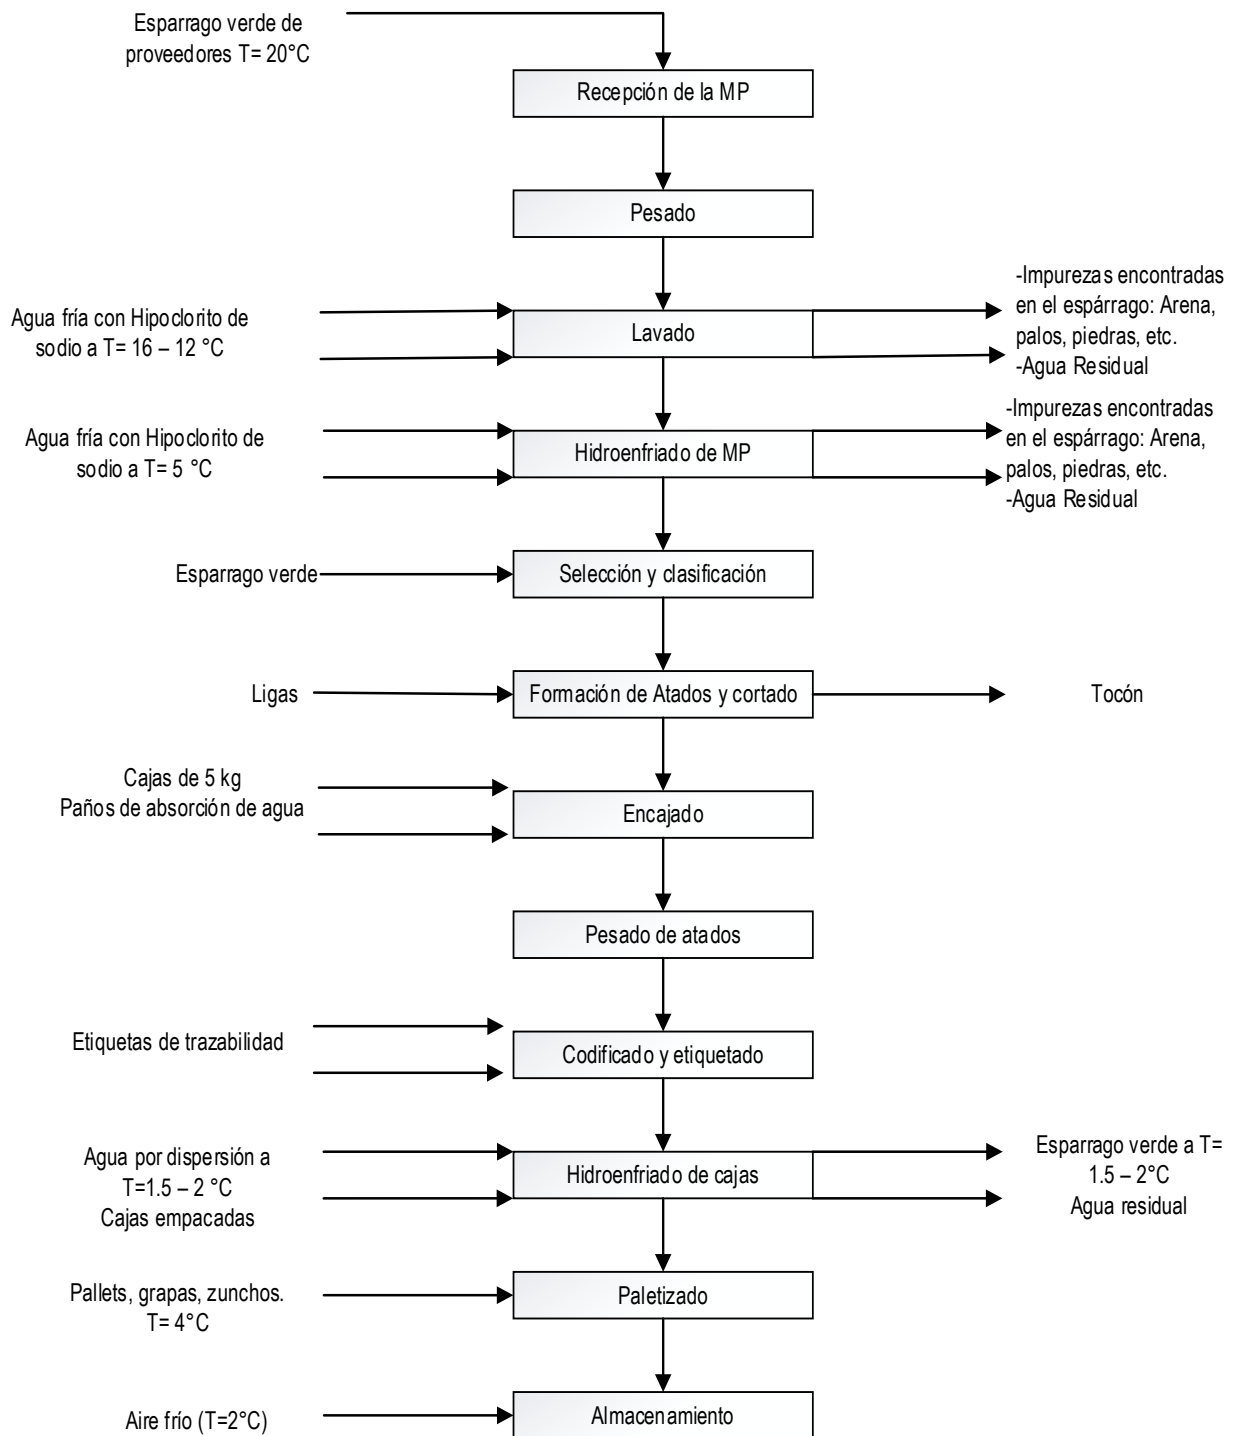 Esparrago verde de
proveedores T= 20°C
Recepción de la MP
Pesado
Agua fría con Hipoclorito de
sodio a T= 16 – 12 °C
Lavado
-Impurezas encontradas
en el espárrago: Arena,
palos, piedras, etc.
-Agua Residual
Agua fría con Hipoclorito de
sodio a T= 5 °C
Hidroenfriado de MP
-Impurezas encontradas
en el espárrago: Arena,
palos, piedras, etc.
-Agua Residual
Esparrago verde
Selección y clasificación
Ligas
Formación de Atados y cortado
Tocón
Cajas de 5 kg
Paños de absorción de agua
Encajado
Pesado de atados
Etiquetas de trazabilidad
Codificado y etiquetado
Agua por dispersión a
T=1.5 – 2 °C
Cajas empacadas
Hidroenfriado de cajas
Esparrago verde a T=
1.5 – 2°C
Agua residual
Pallets, grapas, zunchos.
T= 4°C
Paletizado
Aire frío (T=2°C)
Almacenamiento